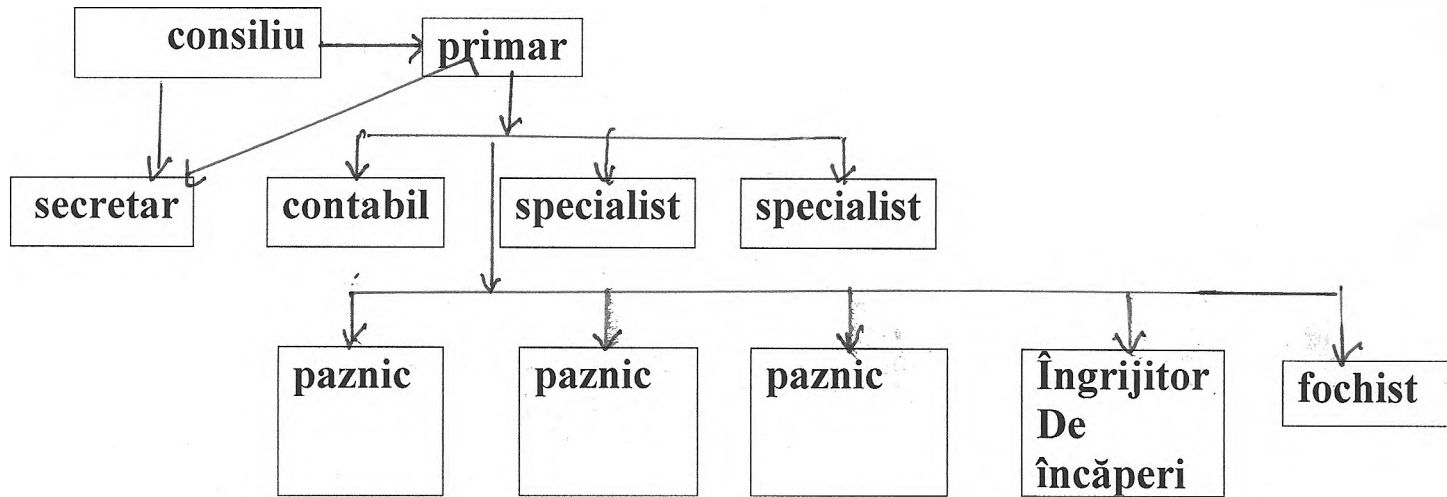 consiliu
primar
secretar
contabil
specialist
specialist
paznic
paznic
paznic
Îngrijitor
De
încăperi
fochist